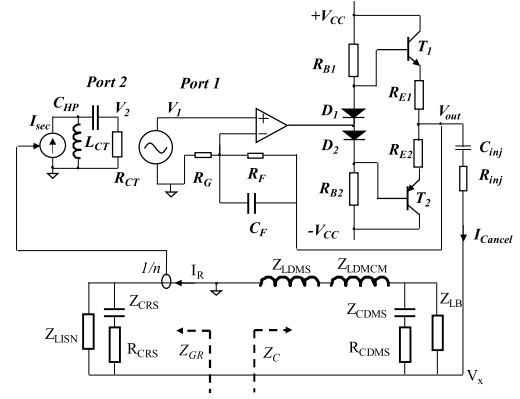 +V_CC
T_1
R_B1
Port 2
Port 1
C_HP
V_2
V_1
D_1
R_E1
V_out
I_sec
L_CT
D_2
R_E2
C_inj
R_CT
R_G
R_F
R_B2
T_2
R_inj
C_F
-V_CC
I_Cancel
1/n
I_R
Z_LDMS
Z_LDMCM
Z_CRS
Z_CDMS
Z_LB
Z_LISN
R_CRS
Z_GR
Z_C
R_CDMS
V_x